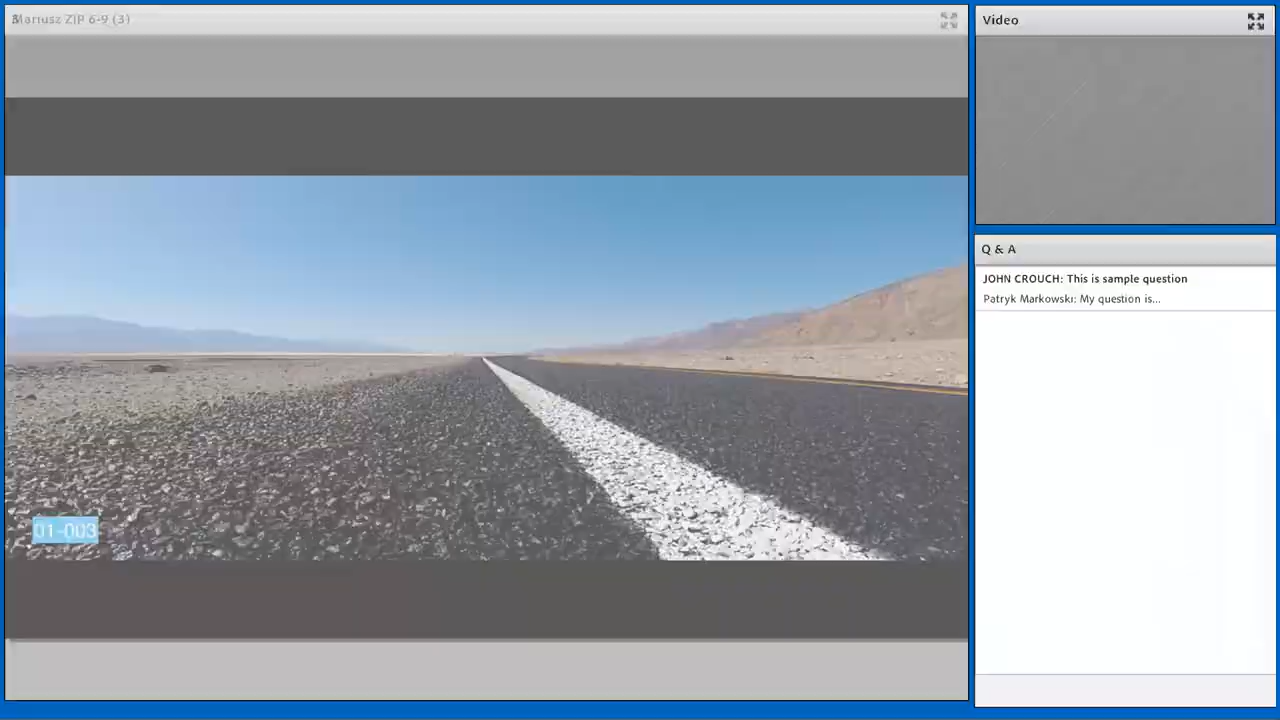 Mariusz ZIP 6-9 (3)
Video
Q & A
JOHN CROUCH: This is sample question
Patryk Markowski: My question is...
01-003